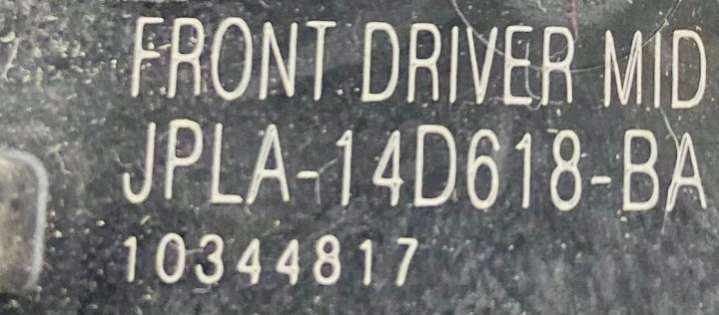 FRONT DRIVER MID
JPLA-14D618-BA
10344817